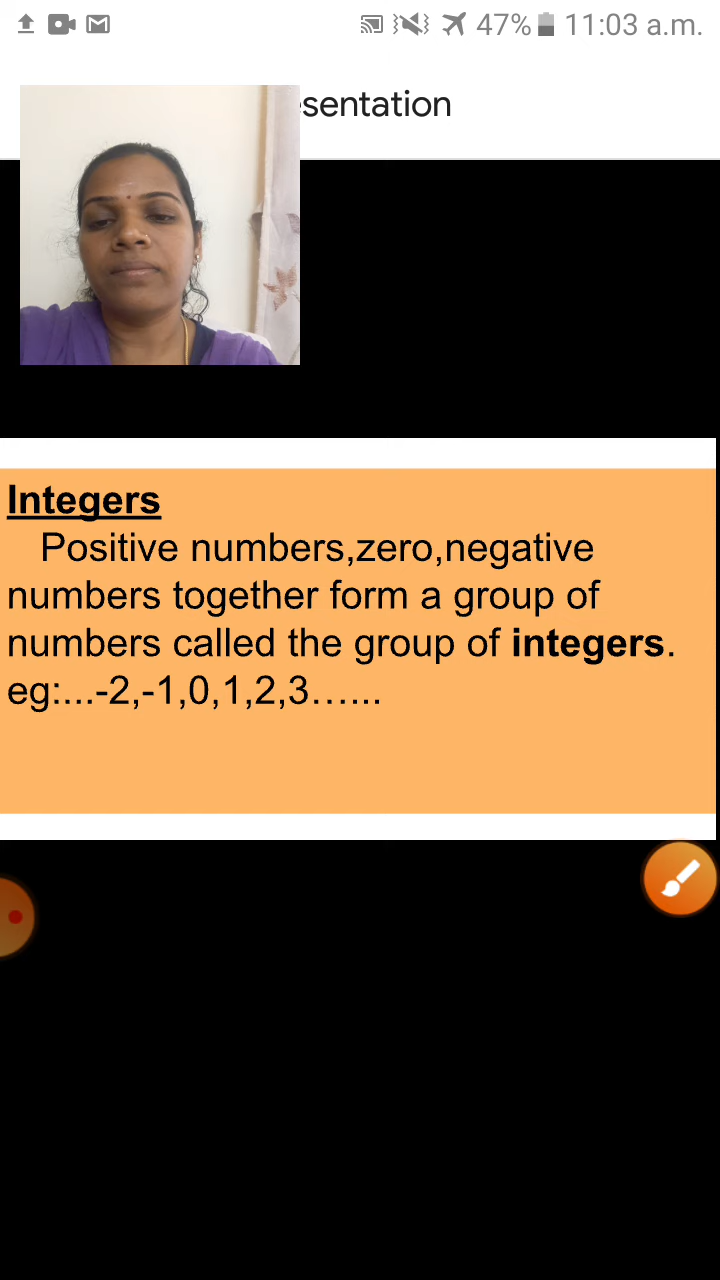 47% 11:03 a.m.
sentation
Integers
Positive numbers,zero,negative
numbers together form a group of
numbers called the group of integers.
eg:...-2,-1,0,1,2,3…...